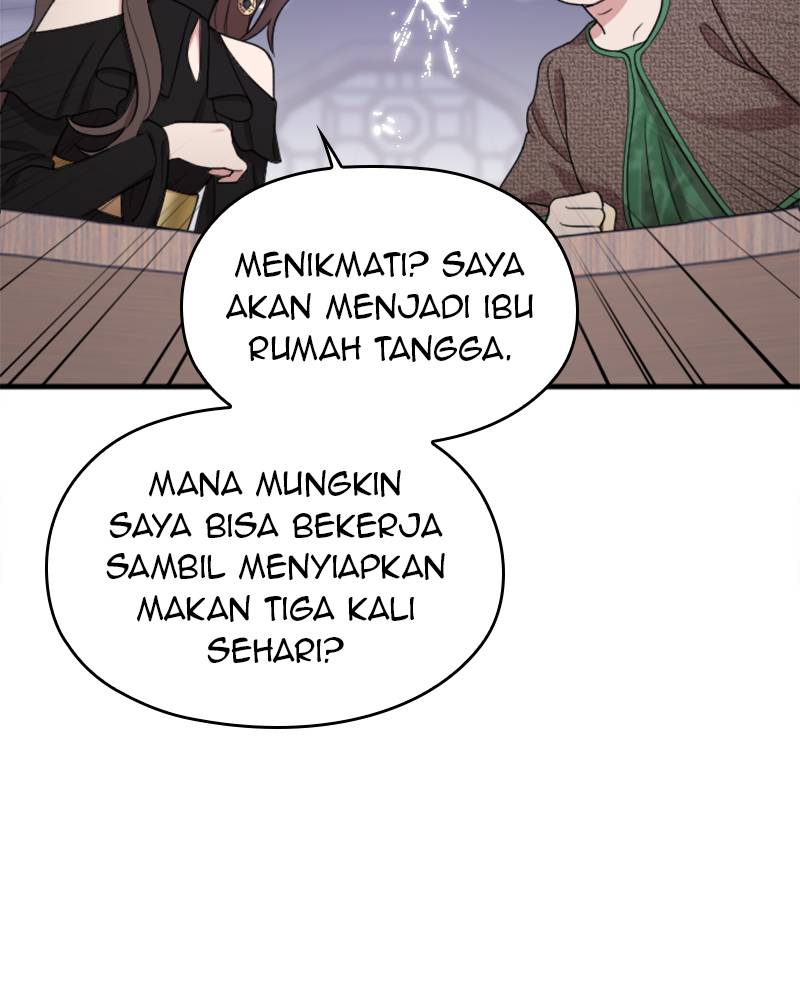 MENIKMATI? SAYA
AKAN MENJADI IBU
RUMAH TANGGA.
MANA MUNGKIN
SAYA BISA BEKERJA
SAMBIL MENYIAPKAN
MAKAN TIGA KALI
SEHARI?